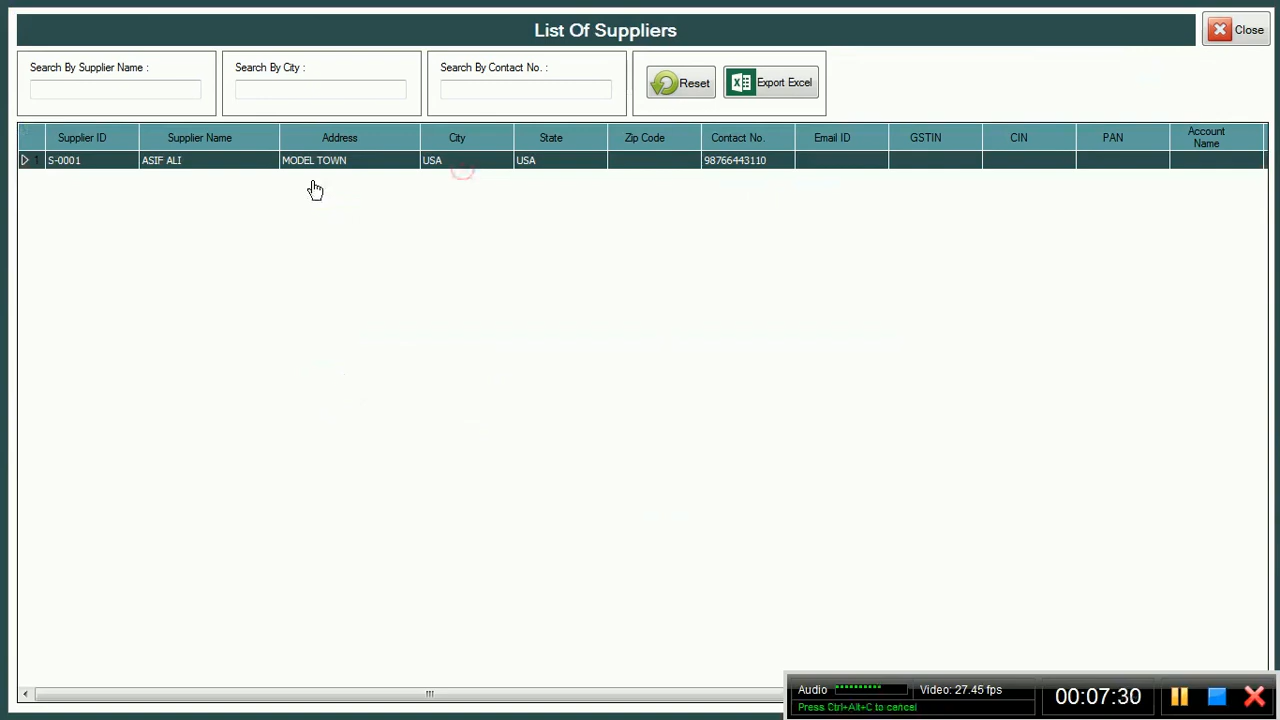 List Of Suppliers
Close
Search By Supplier Name :
Search By City :
Search By Contact No. :
Reset
Export Excel
Supplier ID Supplier Name Address City State Zip Code Contact No. Email ID GSTIN CIN PAN Account Name
1 S-0001 ASIF ALI MODEL TOWN USA USA 98766443110
Audio Video: 27.45 fps
Press Ctrl+Alt+C to cancel
00:07:30